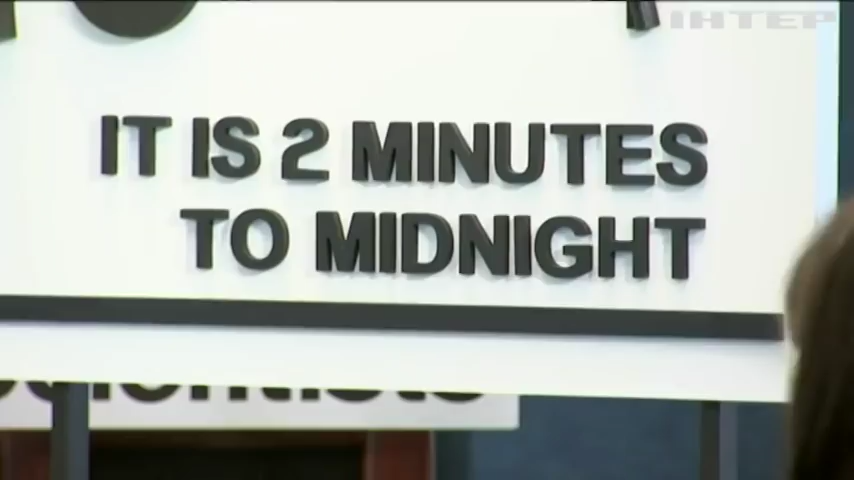 ІНТЕР
IT IS 2 MINUTES
TO MIDNIGHT